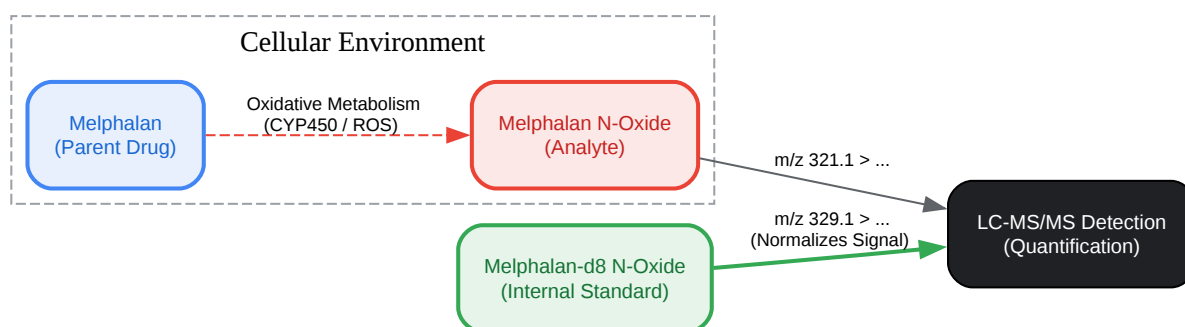 Cellular Environment
Melphalan
(Parent Drug)
Oxidative Metabolism
(CYP450 / ROS)
Melphalan N-Oxide
(Analyte)
m/z 321.1 > ...
Melphalan-d8 N-Oxide
(Internal Standard)
m/z 329.1 > ...
(Normalizes Signal)
LC-MS/MS Detection
(Quantification)